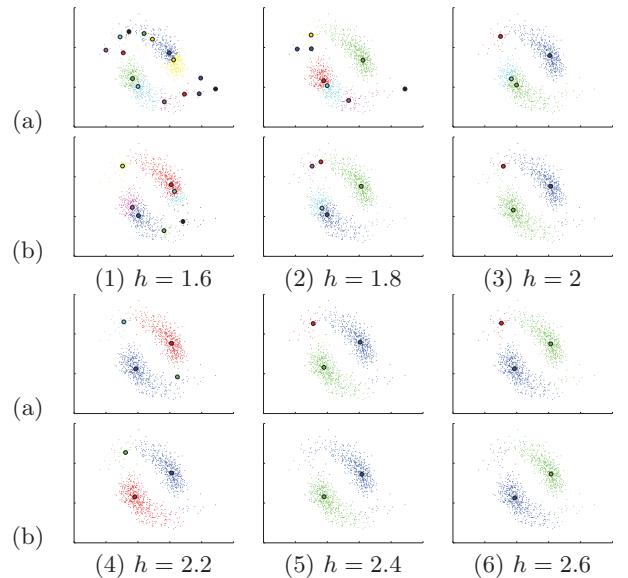 (a)
(b)
(1) h = 1.6 (2) h = 1.8 (3) h = 2
(a)
(b)
(4) h = 2.2 (5) h = 2.4 (6) h = 2.6